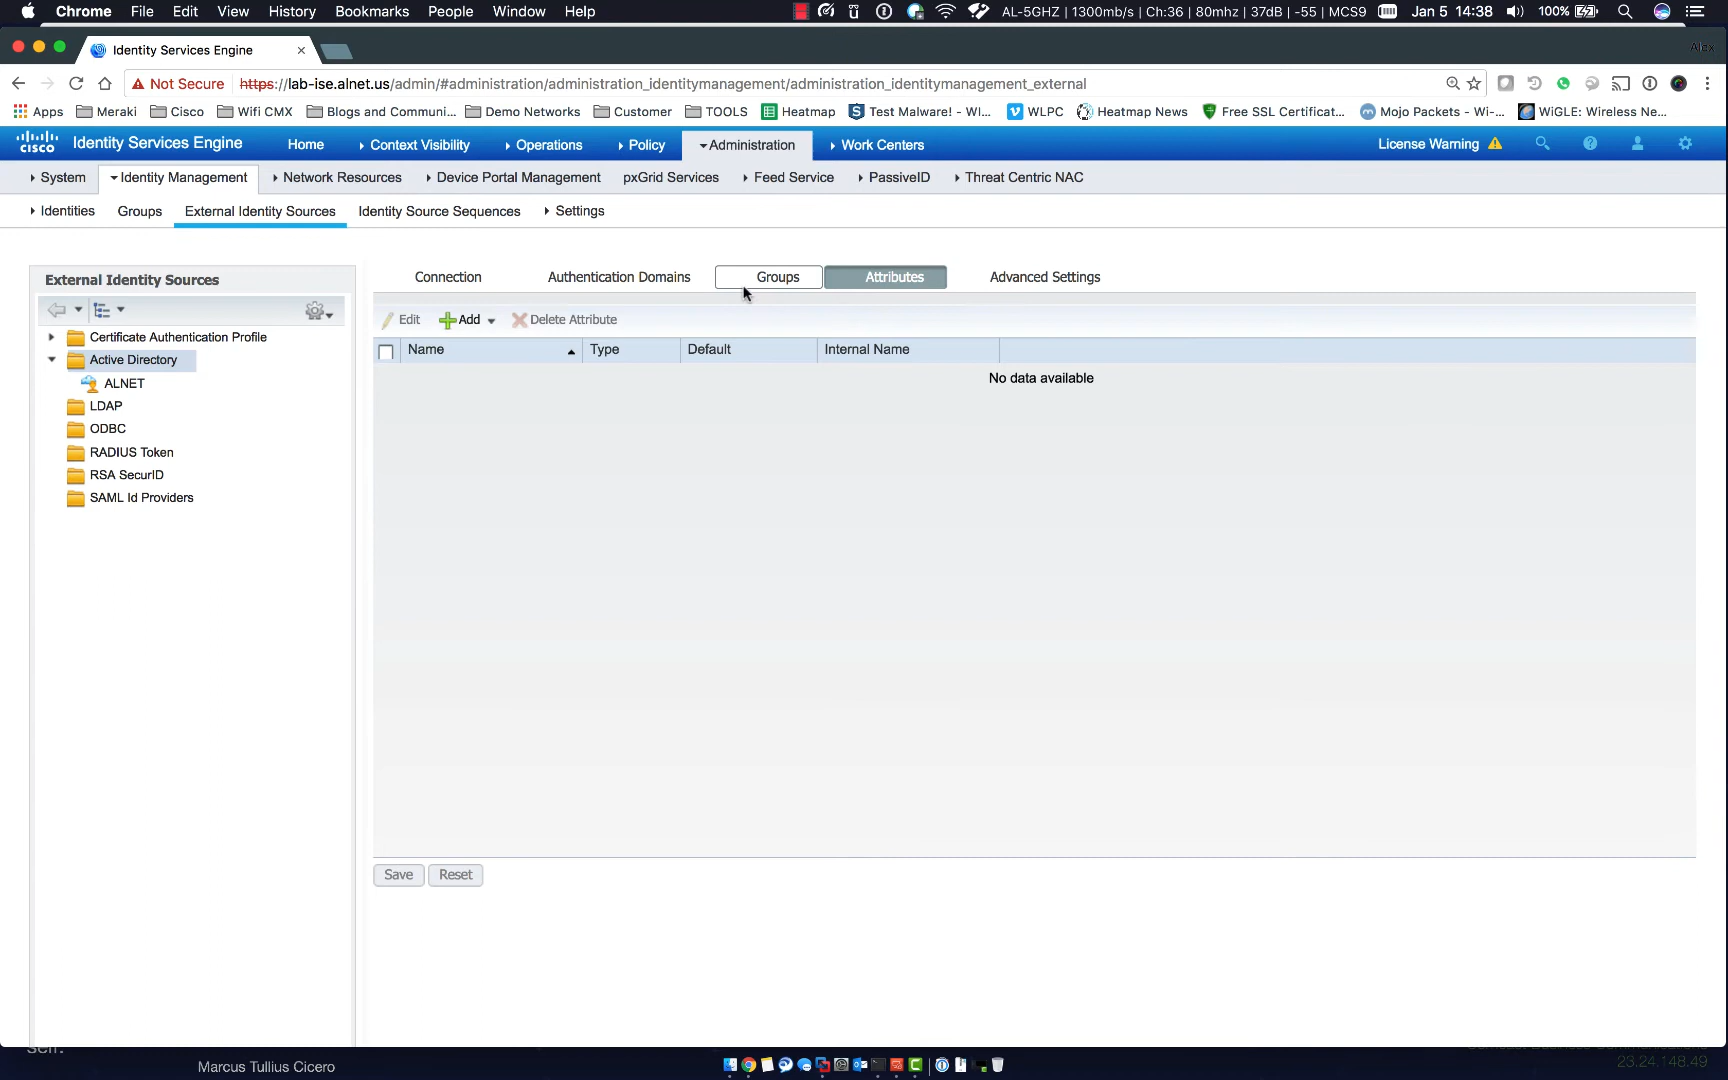 Chrome File Edit View History Bookmarks People Window Help AL-5GHZ | 1300mb/s | Ch:36 | 80mhz | 37dB | -55 | MCS9 Jan 5 14:38 100%
Identity Services Engine × Alex
Not Secure https://lab-ise.alnet.us/admin/#administration/administration_identitymanagement/administration_identitymanagement_external
Apps Meraki Cisco Wifi CMX Blogs and Communi... Demo Networks Customer TOOLS Heatmap Test Malware! - WI... WLPC Heatmap News Free SSL Certificat... Mojo Packets - Wi-... WiGLE: Wireless Ne...
cisco Identity Services Engine Home Context Visibility Operations Policy Administration Work Centers License Warning
System Identity Management Network Resources Device Portal Management pxGrid Services Feed Service PassiveID Threat Centric NAC
Identities Groups External Identity Sources Identity Source Sequences Settings
External Identity Sources
Certificate Authentication Profile
Active Directory
ALNET
LDAP
ODBC
RADIUS Token
RSA SecurID
SAML Id Providers
Connection Authentication Domains Groups Attributes Advanced Settings
Edit Add Delete Attribute
Name Type Default Internal Name
No data available
Save Reset
self.
Marcus Tullius Cicero
23.24.148.49